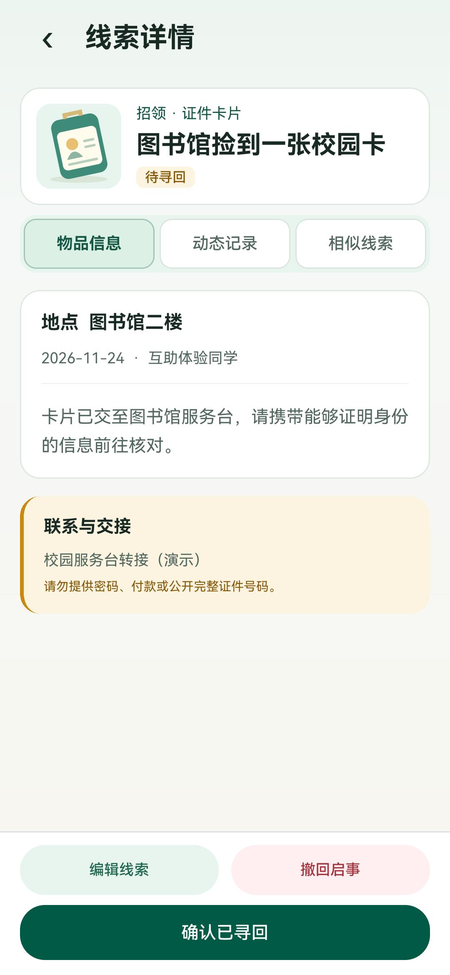 线索详情
招领 · 证件卡片
图书馆捡到一张校园卡
待寻回
物品信息
动态记录
相似线索
地点 图书馆二楼
2026-11-24 · 互助体验同学
卡片已交至图书馆服务台，请携带能够证明身份
的信息前往核对。
联系与交接
校园服务台转接（演示）
请勿提供密码、付款或公开完整证件号码。
编辑线索
撤回启事
确认已寻回